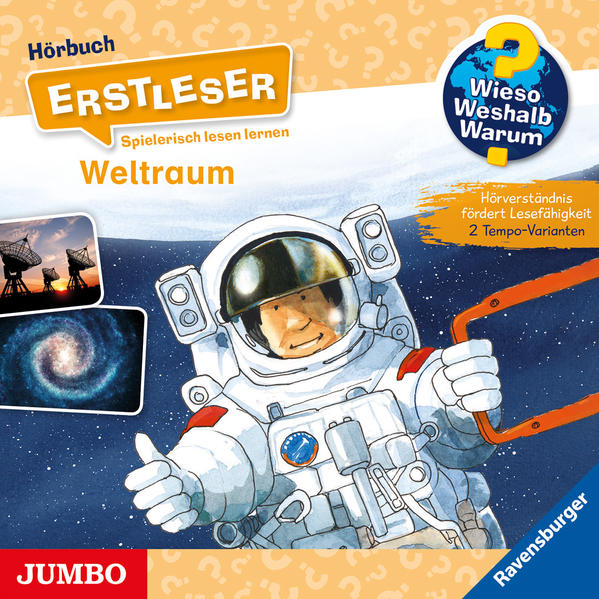 Hörbuch
ERSTLESER
Spielerisch lesen lernen
Weltraum
?
Wieso
Weshalb
Warum
Hörverständnis
fördert Lesefähigkeit
2 Tempo-Varianten
JUMBO
Ravensburger